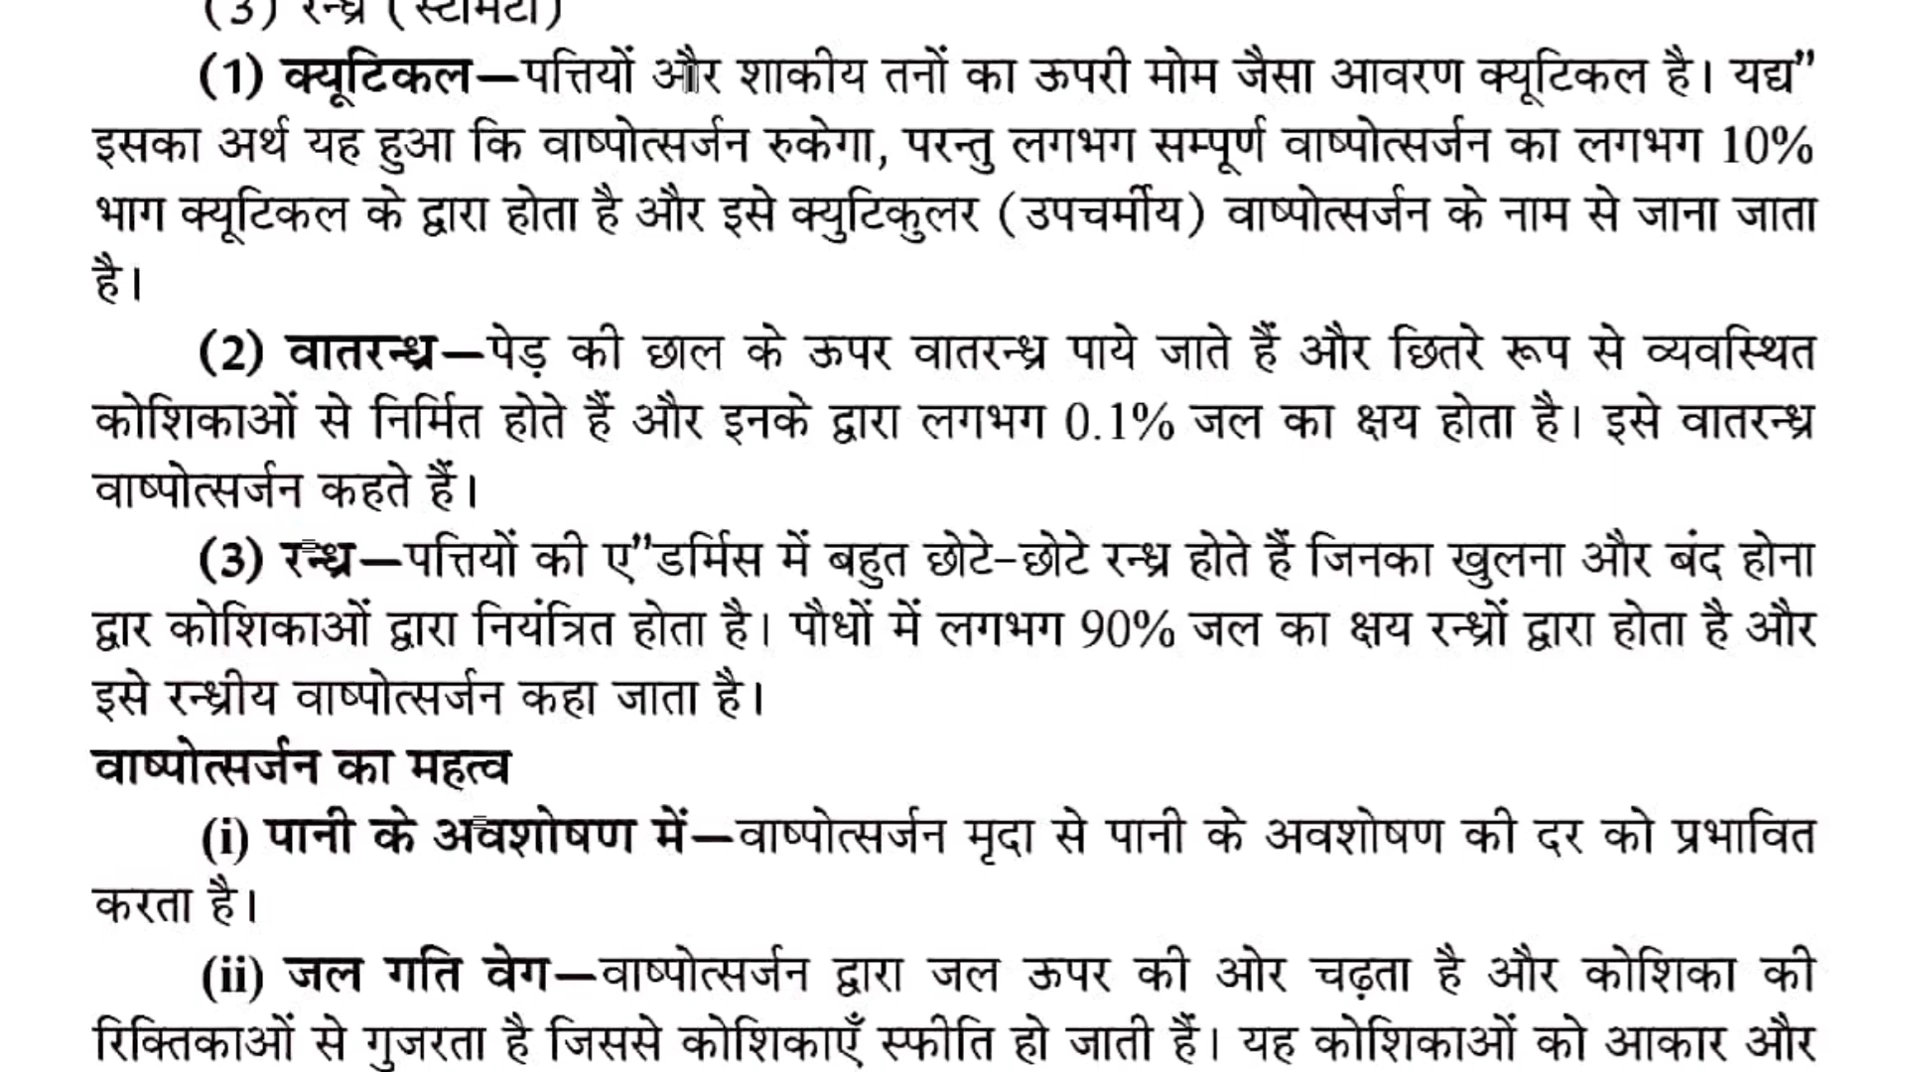 (3) रन्ध्र (स्टोमेटा)
(1) क्यूटिकल—पत्तियों और शाकीय तनों का ऊपरी मोम जैसा आवरण क्यूटिकल है। यद्य”
इसका अर्थ यह हुआ कि वाष्पोत्सर्जन रुकेगा, परन्तु लगभग सम्पूर्ण वाष्पोत्सर्जन का लगभग 10%
भाग क्यूटिकल के द्वारा होता है और इसे क्युटिकुलर (उपचर्मीय) वाष्पोत्सर्जन के नाम से जाना जाता
है।
(2) वातरन्ध्र—पेड़ की छाल के ऊपर वातरन्ध्र पाये जाते हैं और छितरे रूप से व्यवस्थित
कोशिकाओं से निर्मित होते हैं और इनके द्वारा लगभग 0.1% जल का क्षय होता है। इसे वातरन्ध्र
वाष्पोत्सर्जन कहते हैं।
(3) रन्ध्र—पत्तियों की ए”डर्मिस में बहुत छोटे-छोटे रन्ध्र होते हैं जिनका खुलना और बंद होना
द्वार कोशिकाओं द्वारा नियंत्रित होता है। पौधों में लगभग 90% जल का क्षय रन्ध्रों द्वारा होता है और
इसे रन्ध्रीय वाष्पोत्सर्जन कहा जाता है।
वाष्पोत्सर्जन का महत्व
(i) पानी के अवशोषण में—वाष्पोत्सर्जन मृदा से पानी के अवशोषण की दर को प्रभावित
करता है।
(ii) जल गति वेग—वाष्पोत्सर्जन द्वारा जल ऊपर की ओर चढ़ता है और कोशिका की
रिक्तिकाओं से गुजरता है जिससे कोशिकाएँ स्फीति हो जाती हैं। यह कोशिकाओं को आकार और